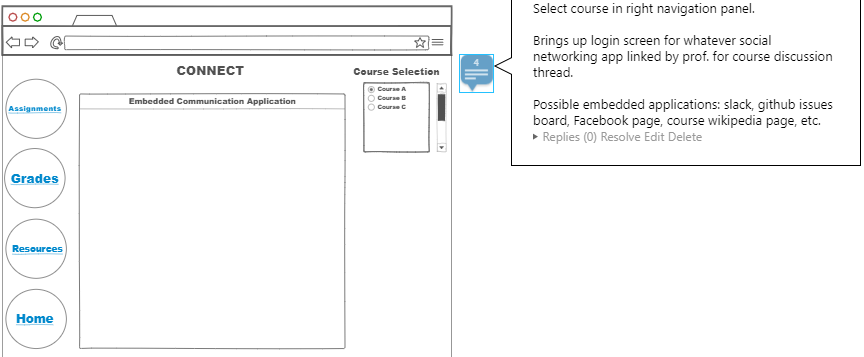 CONNECT
Course Selection
Assignments
Grades
Resources
Home
Embedded Communication Application
Course A
Course B
Course C
4
Select course in right navigation panel.
Brings up login screen for whatever social
networking app linked by prof. for course discussion
thread.
Possible embedded applications: slack, github issues
board, Facebook page, course wikipedia page, etc.
Replies (0) Resolve Edit Delete